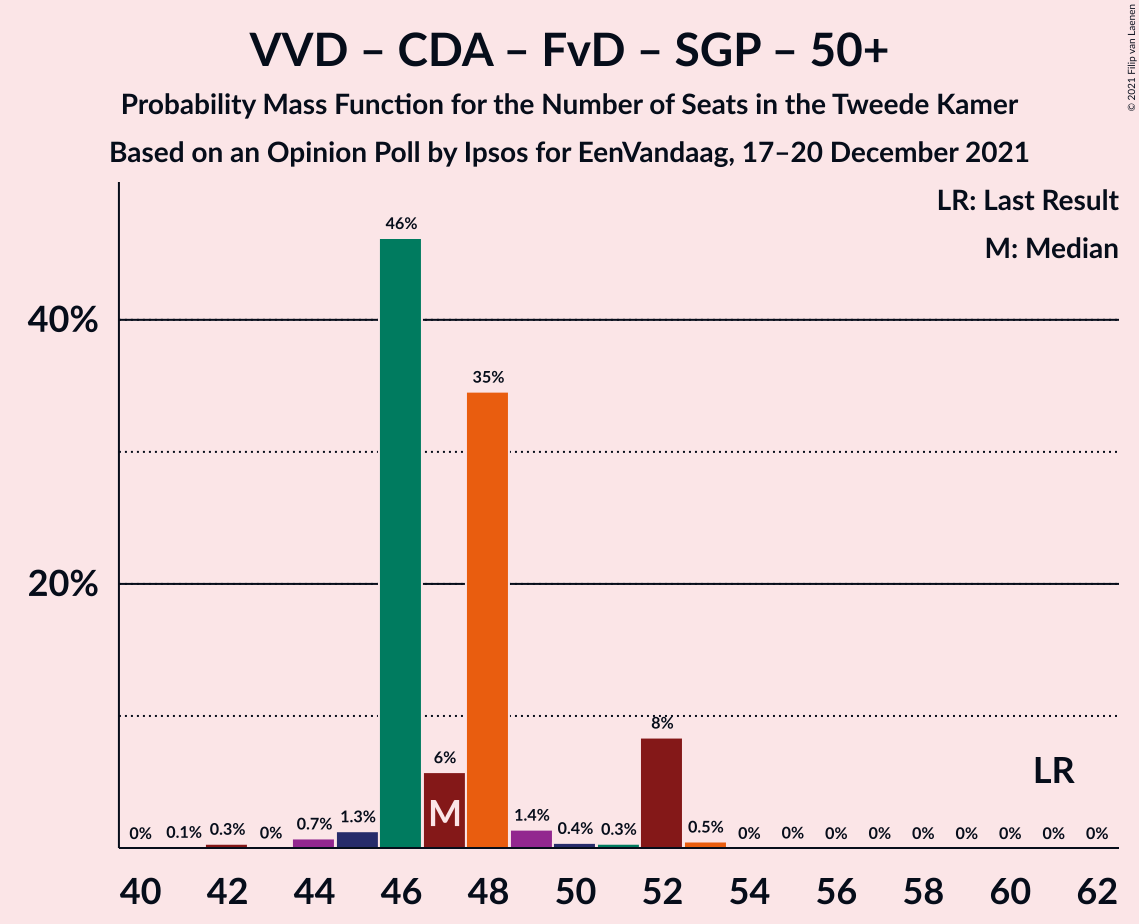 VVD – CDA – FvD – SGP – 50+
Probability Mass Function for the Number of Seats in the Tweede Kamer
Based on an Opinion Poll by Ipsos for EenVandaag, 17–20 December 2021
© 2021 Filip van Laenen
LR: Last Result
M: Median
40%
20%
0%
0.1%
0.3%
0%
0.7%
1.3%
46%
6%
35%
1.4%
0.4%
0.3%
8%
0.5%
0%
0%
0%
0%
0%
0%
0%
0%
0%
M
LR
40 42 44 46 48 50 52 54 56 58 60 62